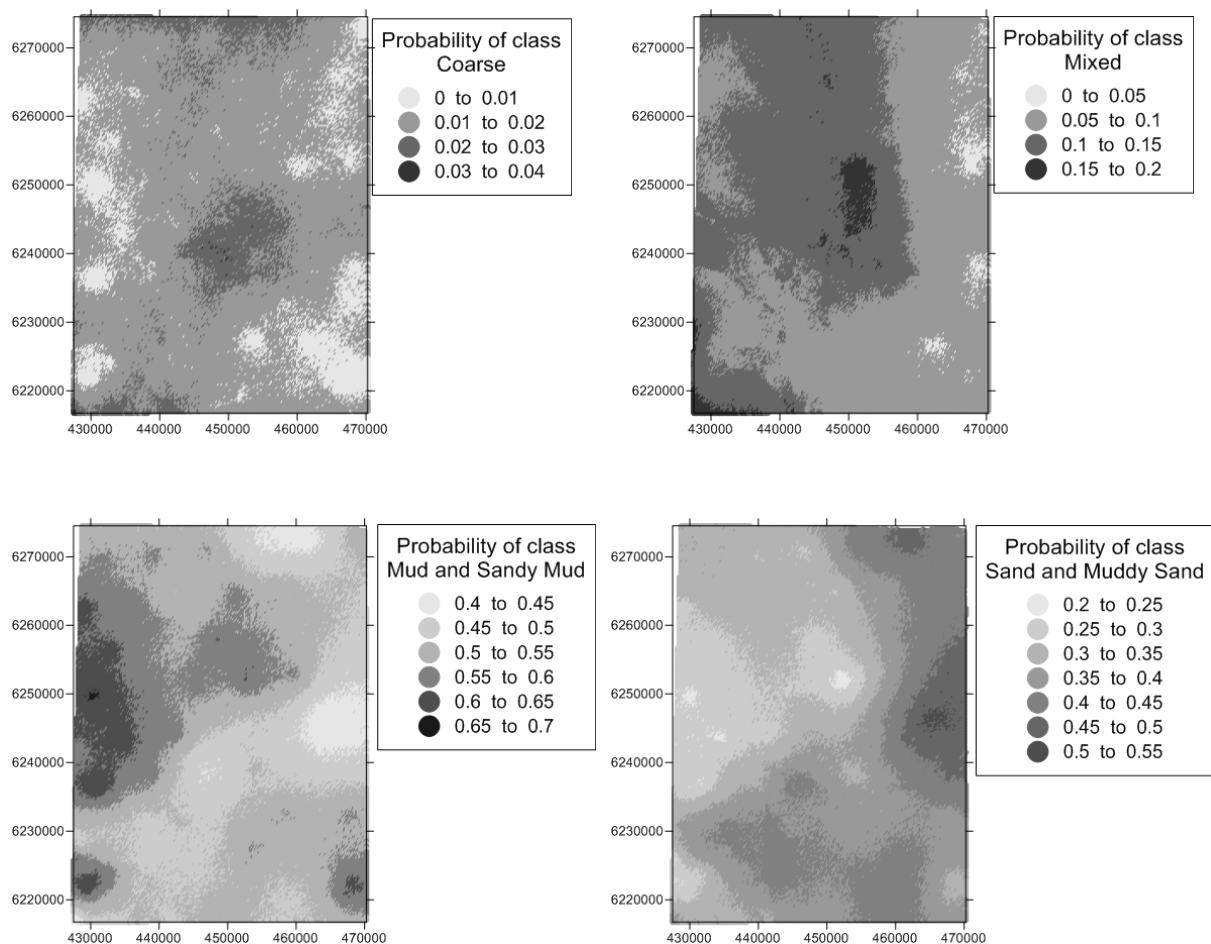 Probability of class
Coarse
0 to 0.01
0.01 to 0.02
0.02 to 0.03
0.03 to 0.04
6270000
6260000
6250000
6240000
6230000
6220000
430000 440000 450000 460000 470000
Probability of class
Mixed
0 to 0.05
0.05 to 0.1
0.1 to 0.15
0.15 to 0.2
6270000
6260000
6250000
6240000
6230000
6220000
430000 440000 450000 460000 470000
Probability of class
Mud and Sandy Mud
0.4 to 0.45
0.45 to 0.5
0.5 to 0.55
0.55 to 0.6
0.6 to 0.65
0.65 to 0.7
6270000
6260000
6250000
6240000
6230000
6220000
430000 440000 450000 460000 470000
Probability of class
Sand and Muddy Sand
0.2 to 0.25
0.25 to 0.3
0.3 to 0.35
0.35 to 0.4
0.4 to 0.45
0.45 to 0.5
0.5 to 0.55
6270000
6260000
6250000
6240000
6230000
6220000
430000 440000 450000 460000 470000